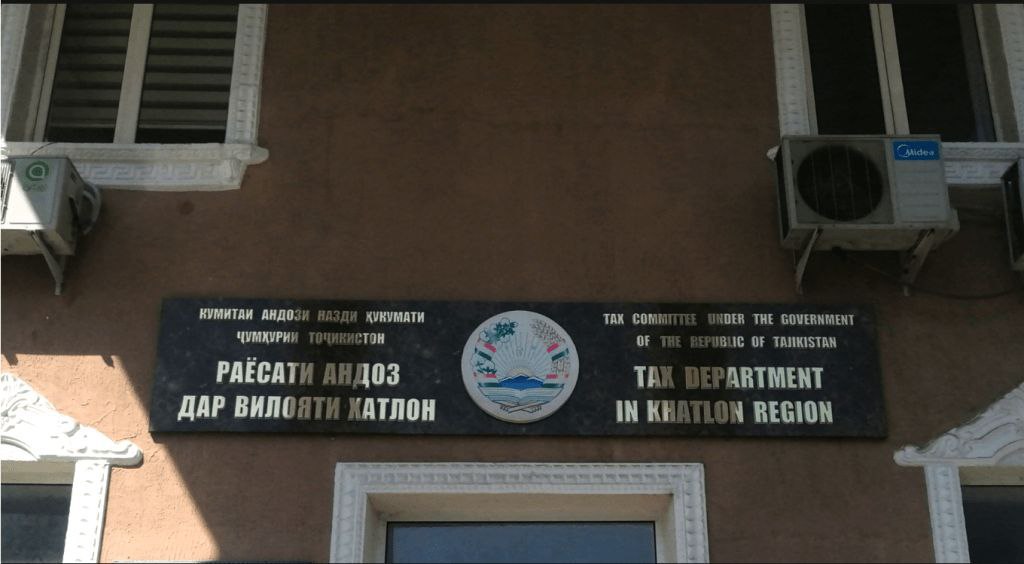 КУМИТАИ АНДОЗИ НАЗДИ ҲУКУМАТИ
ҶУМҲУРИИ ТОҶИКИСТОН
РАЁСАТИ АНДОЗ
ДАР ВИЛОЯТИ ХАТЛОН
TAX COMMITTEE UNDER THE GOVERNMENT
OF THE REPUBLIC OF TAJIKISTAN
TAX DEPARTMENT
IN KHATLON REGION
Midea